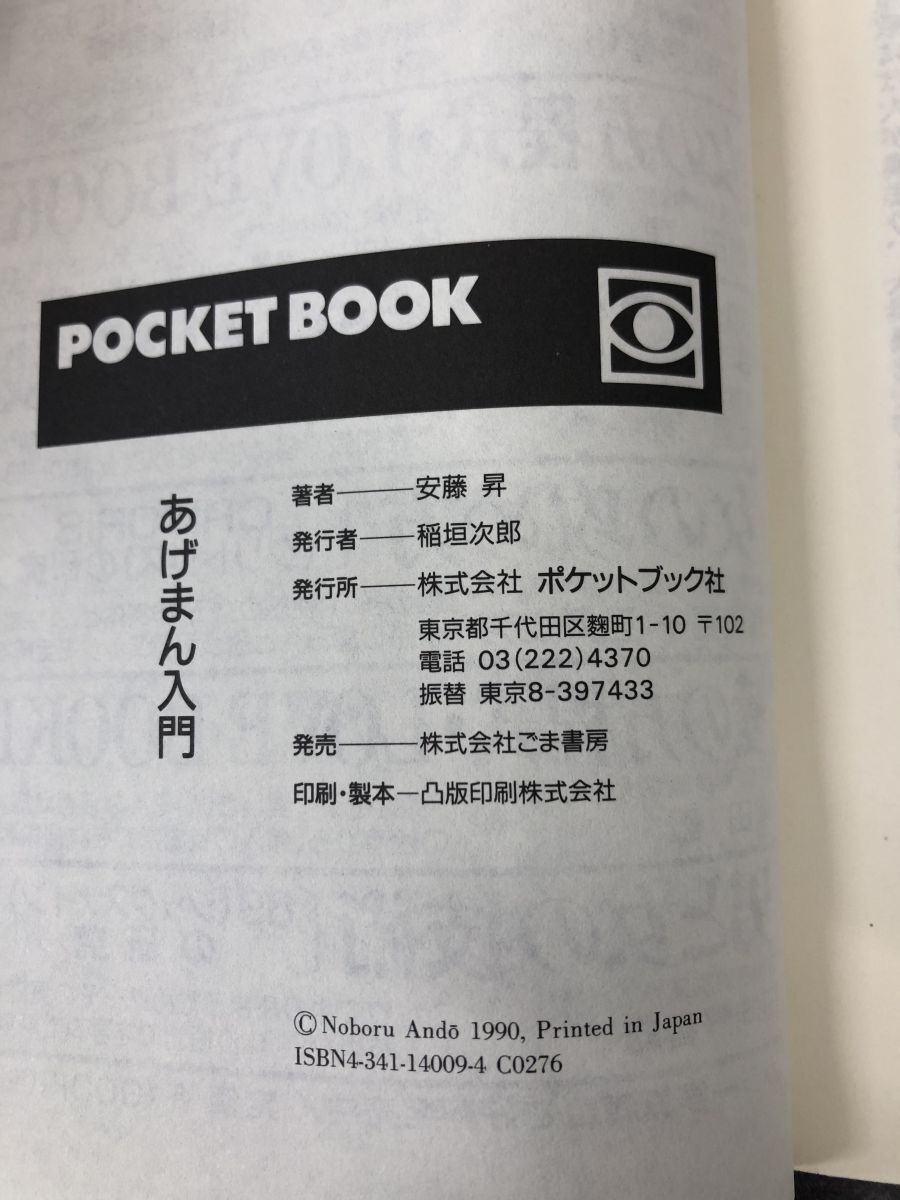 POCKET BOOK
あげまん入門
著者――安藤 昇
発行者――稲垣次郎
発行所――株式会社 ポケットブック社
東京都千代田区麴町1-10 〒102
電話 03(222)4370
振替 東京8-397433
発売――株式会社ごま書房
印刷・製本―凸版印刷株式会社
© Noboru Andō 1990, Printed in Japan
ISBN4-341-14009-4 C0276